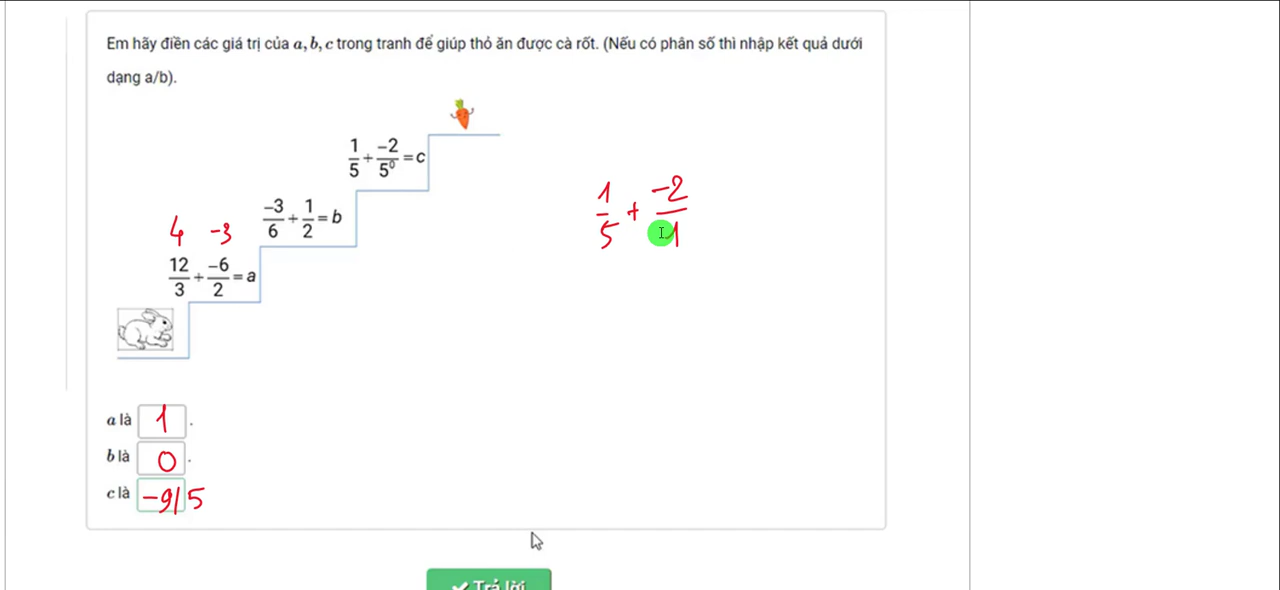 Em hãy điền các giá trị của a, b, c trong tranh để giúp thỏ ăn được cà rốt. (Nếu có phân số thì nhập kết quả dưới
dạng a/b).
1/5 + -2/5⁰ = c
1/5 + -2/1
-3/6 + 1/2 = b
4 -3
12/3 + -6/2 = a
a là 1 .
b là 0 .
c là -9/5
Trả lời